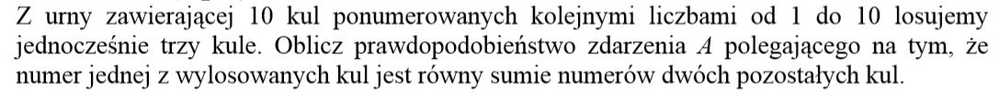 Z urny zawierającej 10 kul ponumerowanych kolejnymi liczbami od 1 do 10 losujemy
jednocześnie trzy kule. Oblicz prawdopodobieństwo zdarzenia A polegającego na tym, że
numer jednej z wylosowanych kul jest równy sumie numerów dwóch pozostałych kul.